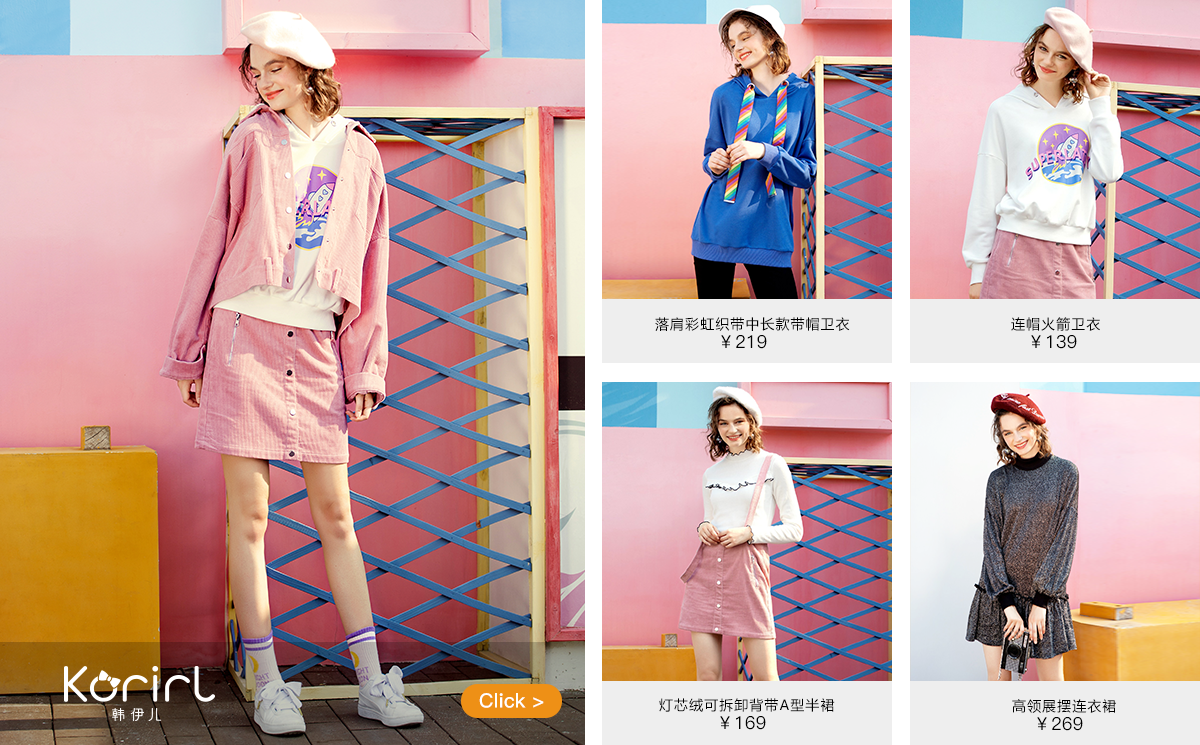 Korirl
韩伊儿
Click >
落肩彩虹织带中长款带帽卫衣
¥219
SUPER
连帽火箭卫衣
¥139
灯芯绒可拆卸背带A型半裙
¥169
高领展摆连衣裙
¥269